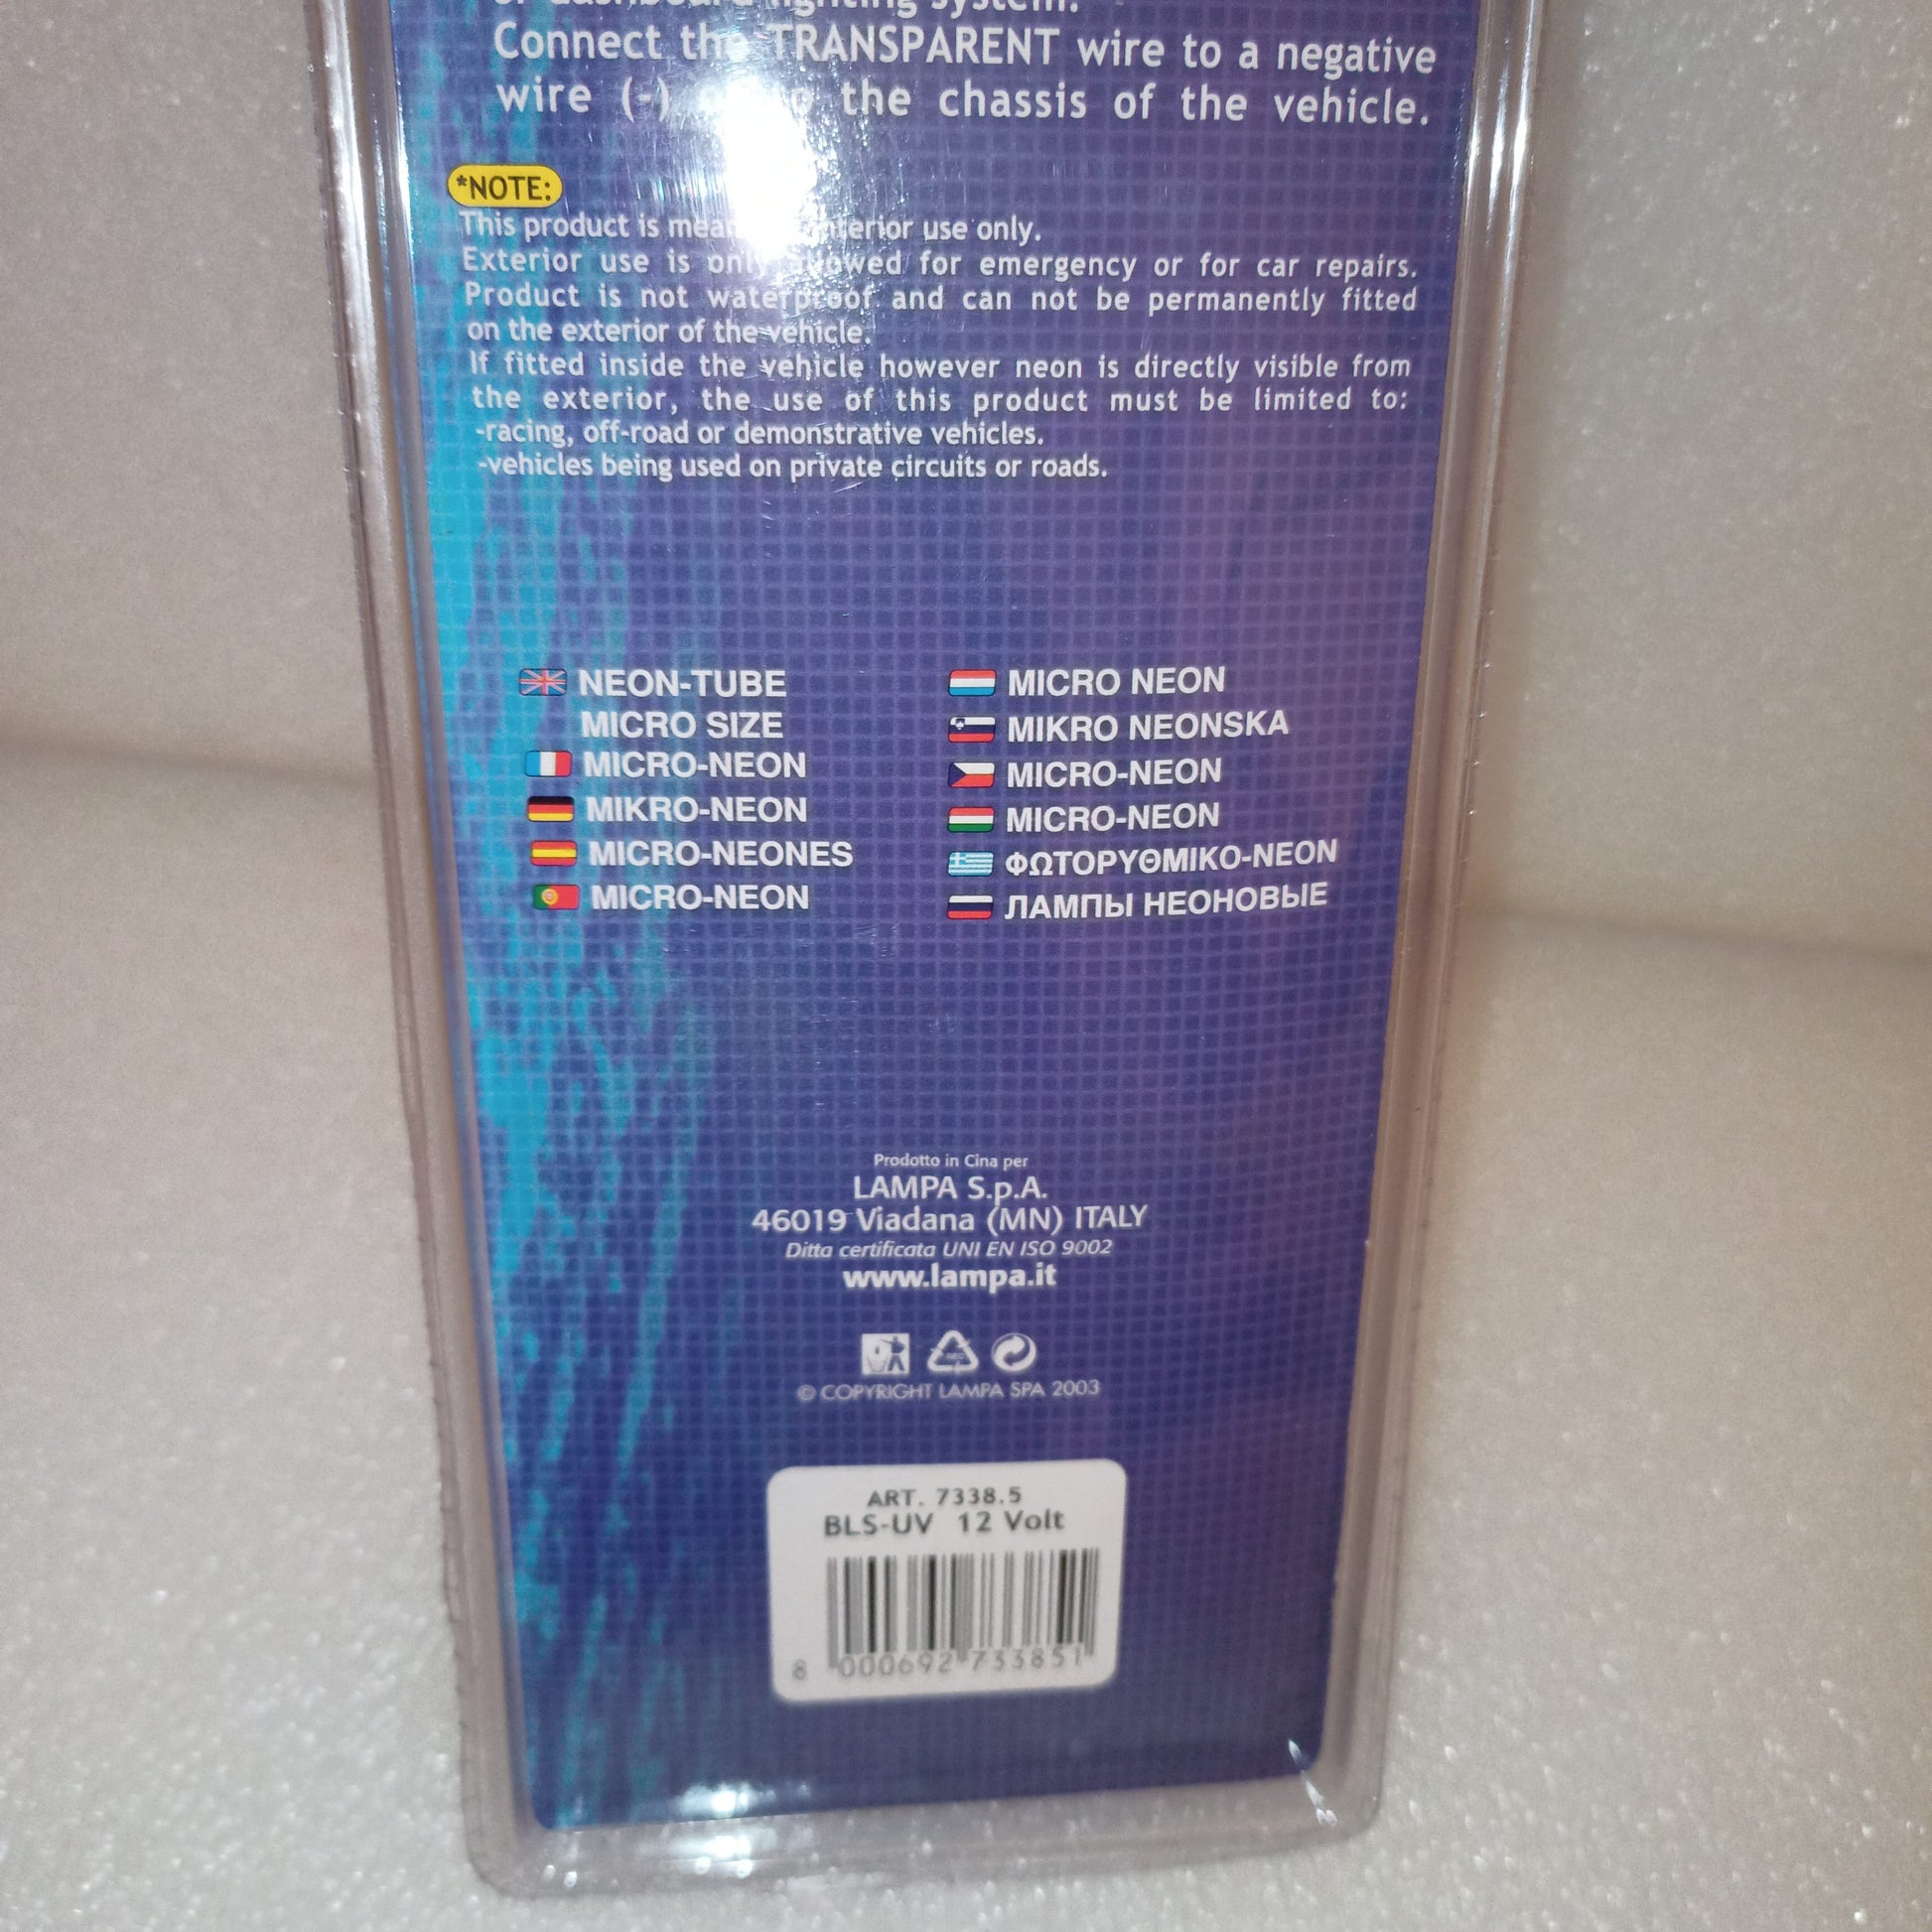 of dashboard lighting system.
Connect the TRANSPARENT wire to a negative
wire (-) the chassis of the vehicle.
*NOTE:
This product is interior use only.
Exterior use is only allowed for emergency or for car repairs.
Product is not waterproof and can not be permanently fitted
on the exterior of the vehicle.
If fitted inside the vehicle however neon is directly visible from
the exterior, the use of this product must be limited to:
-racing, off-road or demonstrative vehicles.
-vehicles being used on private circuits or roads.
NEON-TUBE
MICRO SIZE
MICRO-NEON
MIKRO-NEON
MICRO-NEONES
MICRO-NEON
MICRO NEON
MIKRO NEONSKA
MICRO-NEON
MICRO-NEON
ΦΩΤΟΡΥΘΜΙΚΟ-NEON
ЛАМПЫ НЕОНОВЫЕ
Prodotto in Cina per
LAMPA S.p.A.
46019 Viadana (MN) ITALY
Ditta certificata UNI EN ISO 9002
www.lampa.it
© COPYRIGHT LAMPA SPA 2003
ART. 7338.5
BLS-UV 12 Volt
8 000692 733851